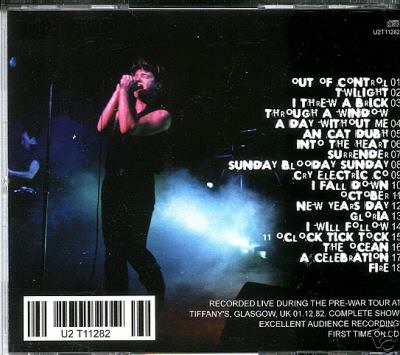 U2T11282
OUT OF CONTROL 01
TWILIGHT 02
I THREW A BRICK 03
THROUGH A WINDOW
A DAY WITHOUT ME 04
AN CAT DUBH 05
INTO THE HEART 06
SURRENDER 07
SUNDAY BLOODY SUNDAY 08
CRY ELECTRIC CO 09
I FALL DOWN 10
OCTOBER 11
NEW YEARS DAY 12
GLORIA 13
I WILL FOLLOW 14
11 OCLOCK TICK TOCK 15
THE OCEAN 16
A CELEBRATION 17
FIRE 18
RECORDED LIVE DURING THE PRE-WAR TOUR AT
TIFFANY'S, GLASGOW, UK 01.12.82. COMPLETE SHOW
EXCELLENT AUDIENCE RECORDING
FIRST TIME ON CD
U2 T11282